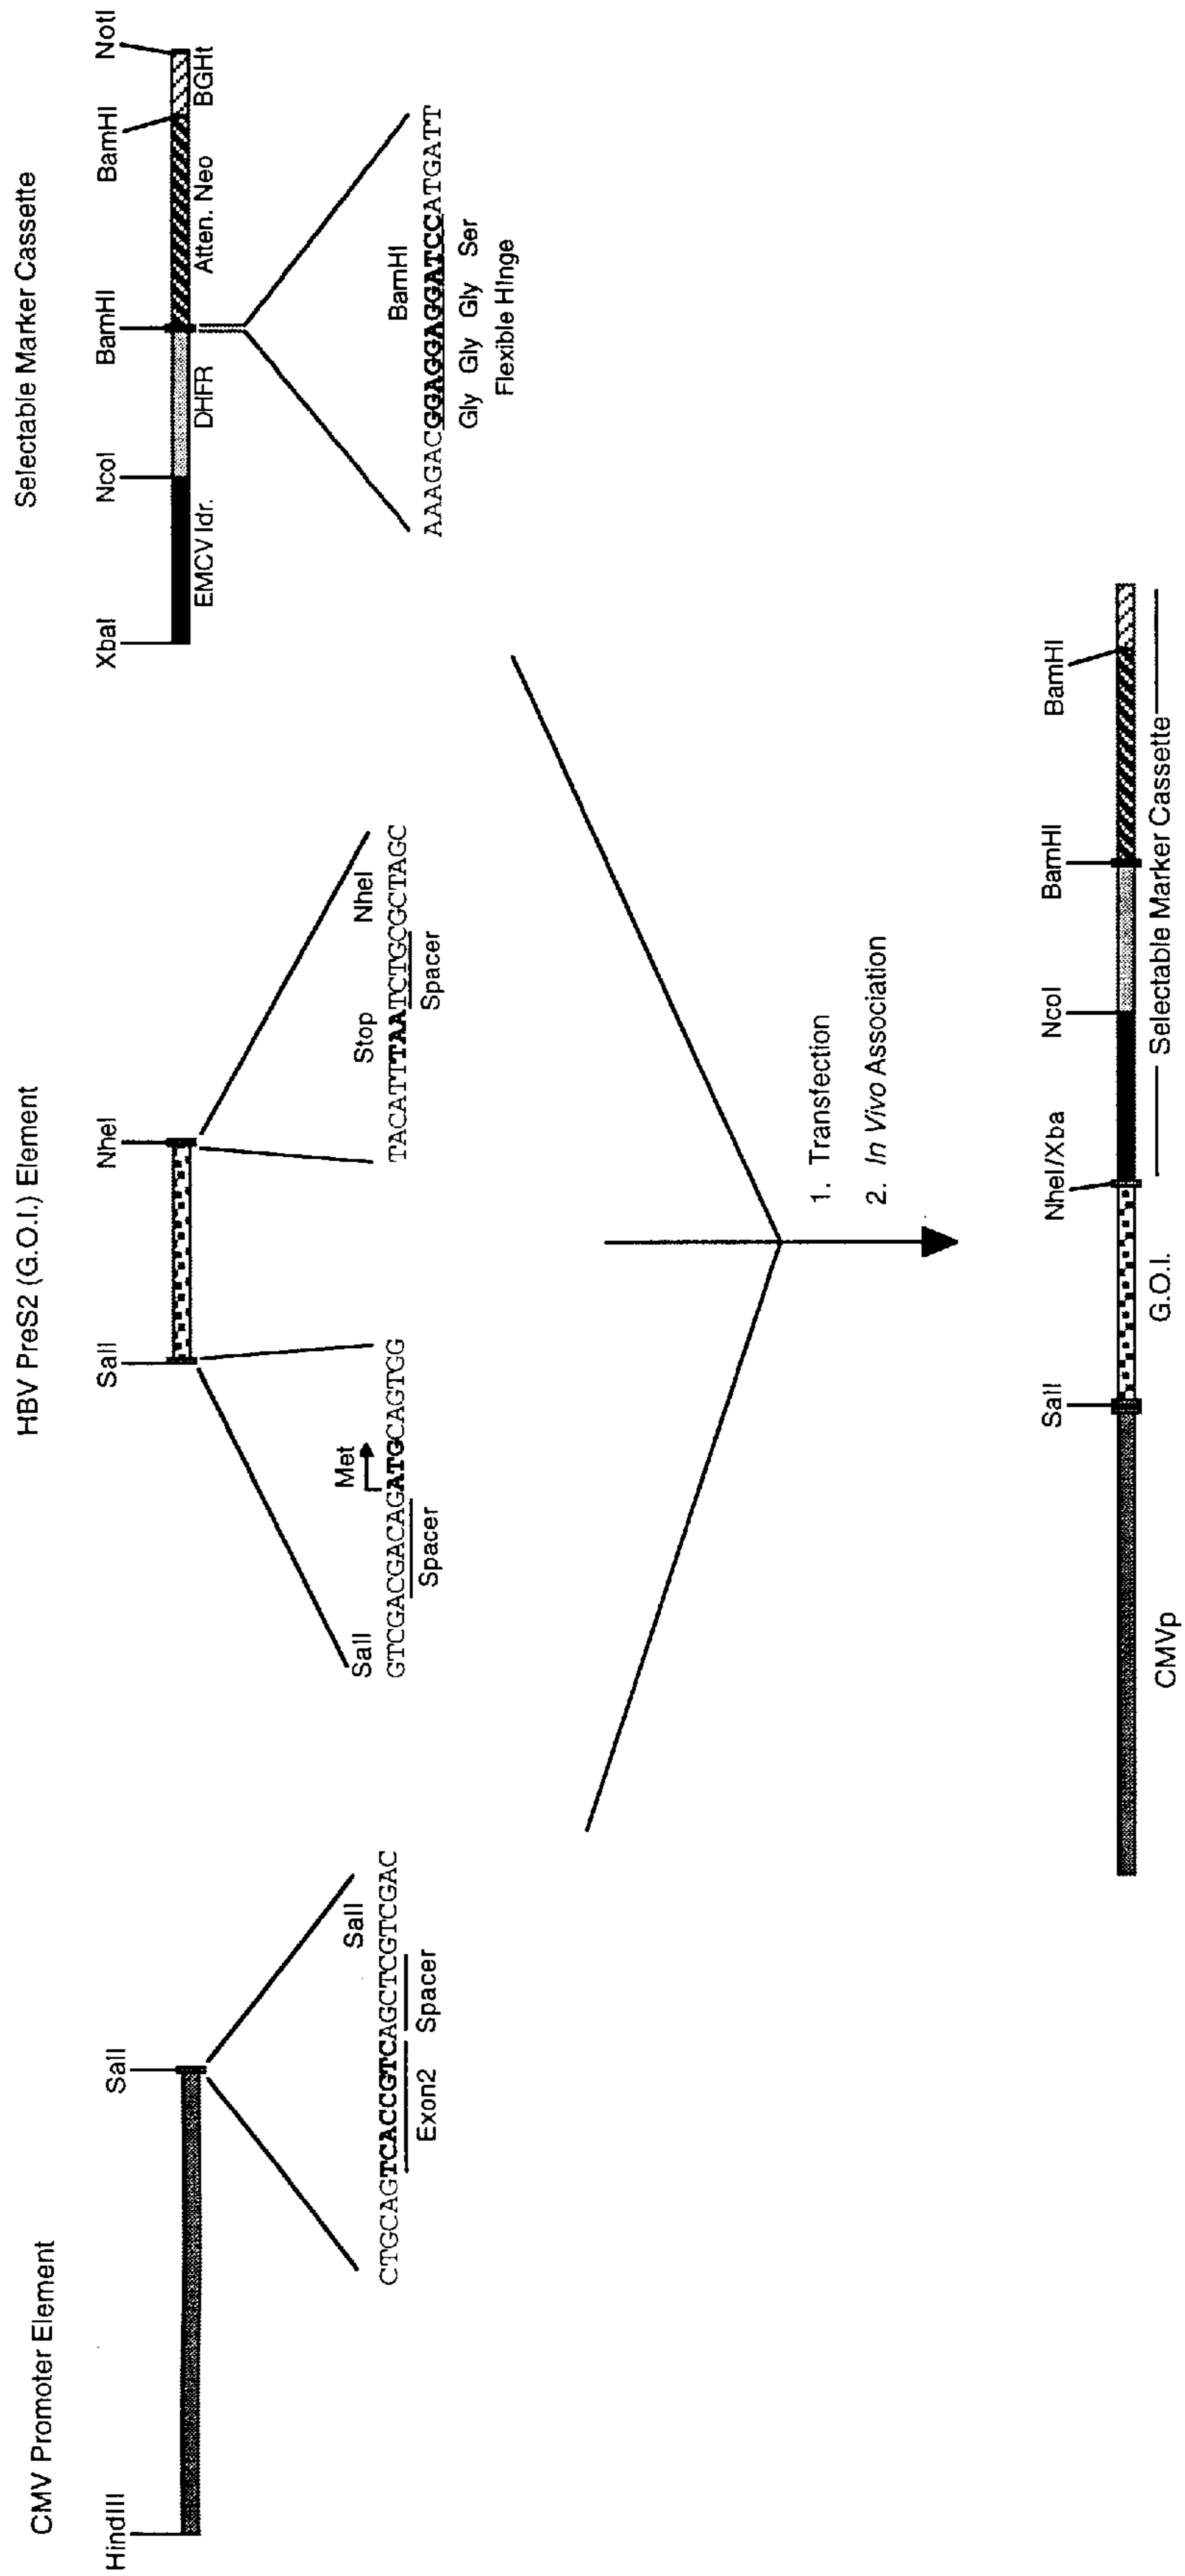 CMV Promoter Element
HindIII
SalI
SalI
CTGCAGTCACCGTCAGCTCGTCGAC
Exon2 Spacer
HBV PreS2 (G.O.I.) Element
SalI
NheI
SalI
Met
GTCGACGACAGATGCAGTGG
Spacer
Stop
NheI
TACATTTAATCTGCGCTAGC
Spacer
Selectable Marker Cassette
XbaI
NcoI
BamHI
BamHI
NotI
EMCV ldr.
DHFR
Atten. Neo
BGHt
BamHI
AAAGACGGAGGAGGATCCATGATT
Gly Gly Gly Ser
Flexible HInge
1. Transfection
2. In Vivo Association
SalI
NheI/Xba
NcoI
BamHI
BamHI
CMVp
G.O.I.
Selectable Marker Cassette